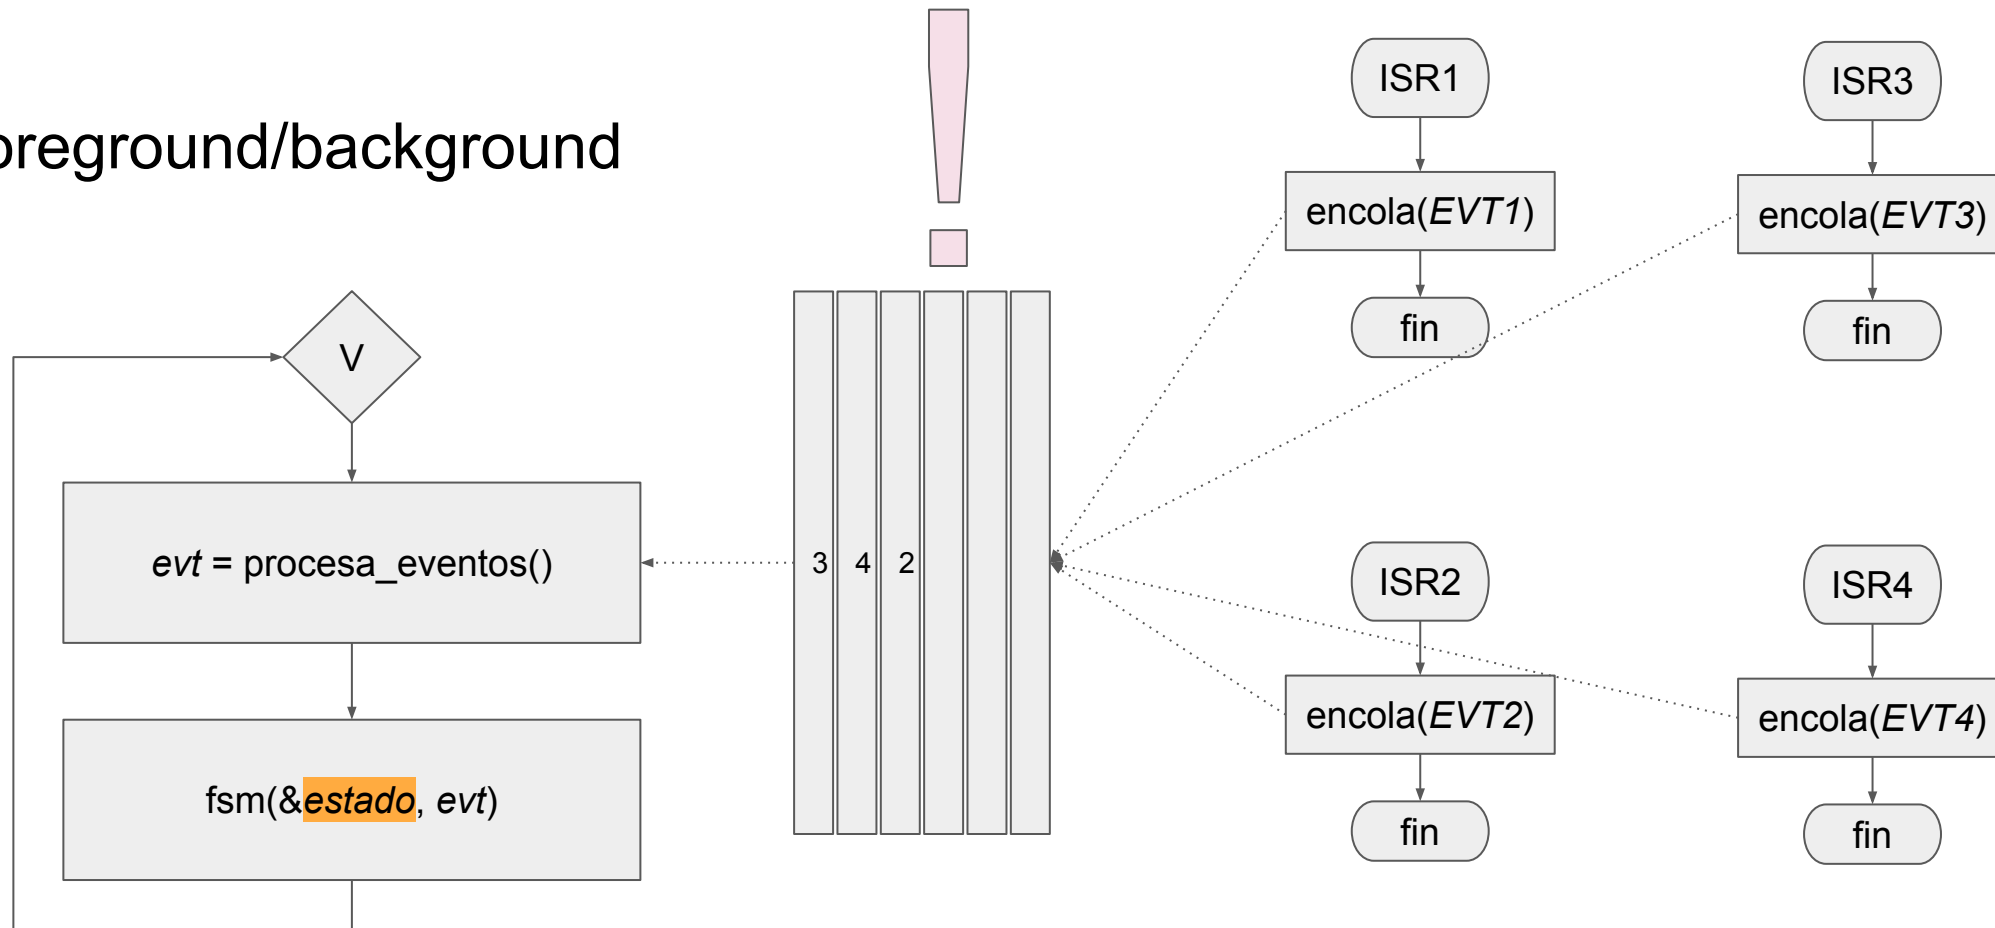 oreground/background
V
evt = procesa_eventos()
fsm(&estado, evt)
3 4 2
ISR1
encola(EVT1)
fin
ISR3
encola(EVT3)
fin
ISR2
encola(EVT2)
fin
ISR4
encola(EVT4)
fin